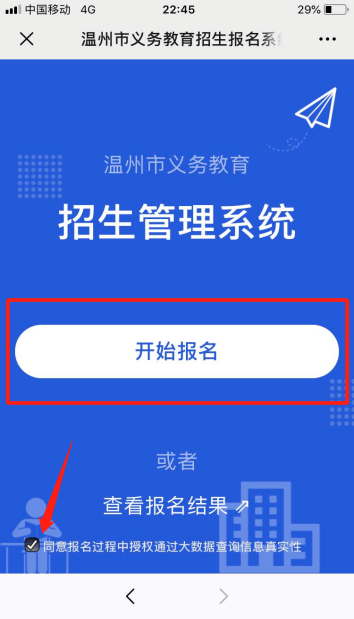 中国移动 4G 22:45 29%
温州市义务教育招生报名系
温州市义务教育
招生管理系统
开始报名
或者
查看报名结果
同意报名过程中授权通过大数据查询信息真实性